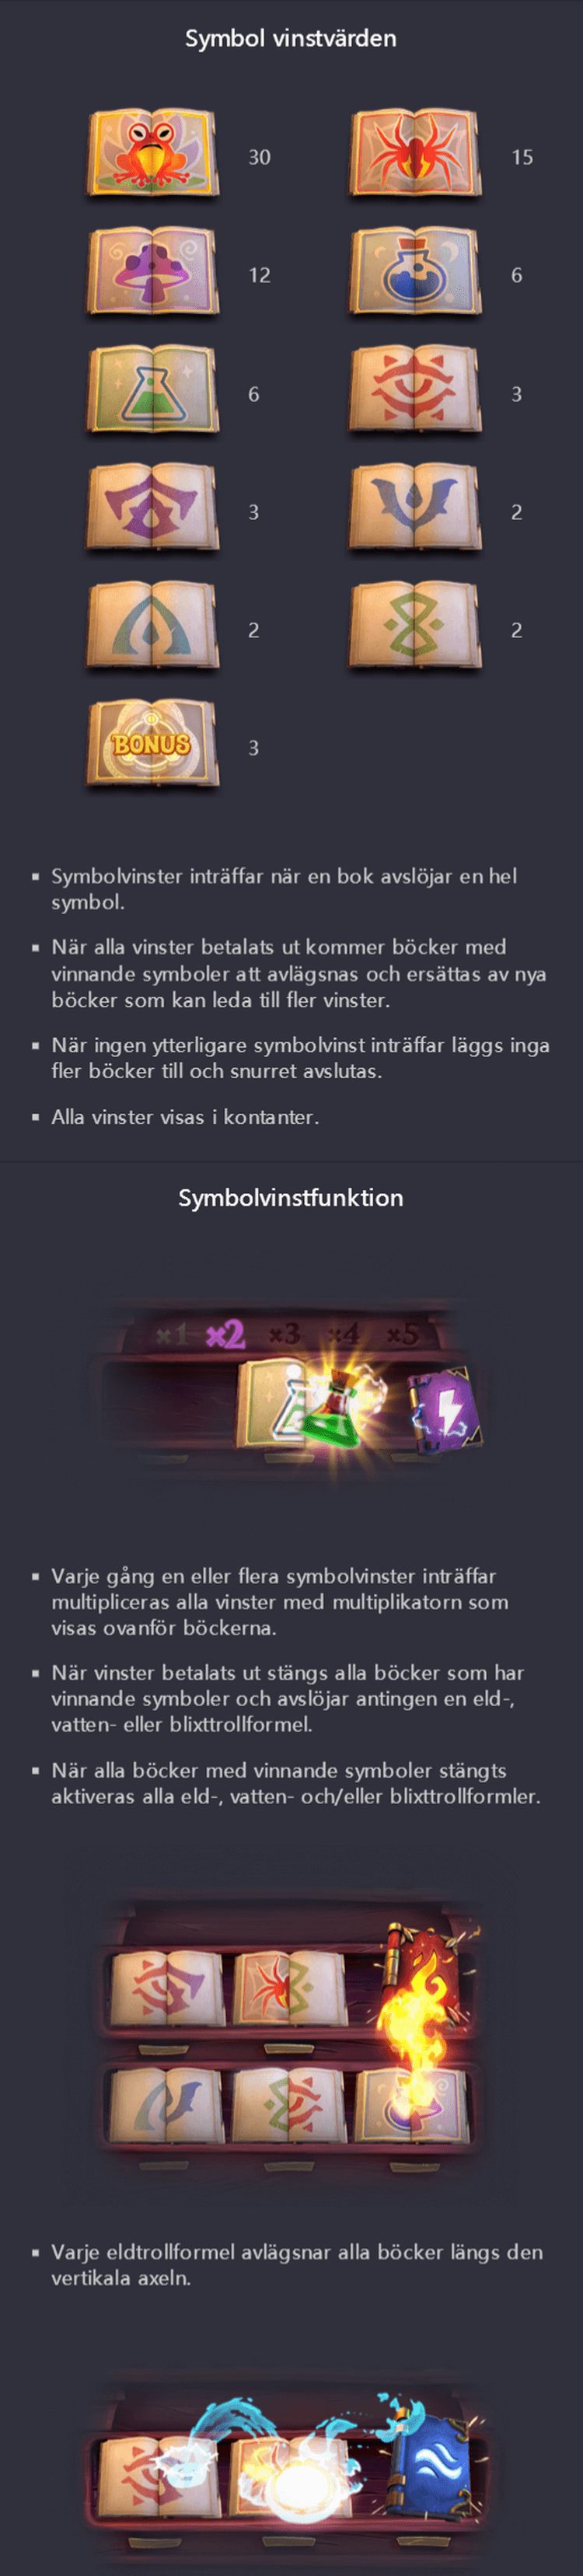 Symbol vinstvärden
30
15
12
6
6
3
3
2
2
2
BONUS
3
Symbolvinster inträffar när en bok avslöjar en hel
symbol.
När alla vinster betalats ut kommer böcker med
vinnande symboler att avlägsnas och ersättas av nya
böcker som kan leda till fler vinster.
När ingen ytterligare symbolvinst inträffar läggs inga
fler böcker till och snurret avslutas.
Alla vinster visas i kontanter.
Symbolvinstfunktion
x1 x2 x3 x4 x5
Varje gång en eller flera symbolvinster inträffar
multipliceras alla vinster med multiplikatorn som
visas ovanför böckerna.
När vinster betalats ut stängs alla böcker som har
vinnande symboler och avslöjar antingen en eld-,
vatten- eller blixttrollformel.
När alla böcker med vinnande symboler stängts
aktiveras alla eld-, vatten- och/eller blixttrollformler.
Varje eldtrollformel avlägsnar alla böcker längs den
vertikala axeln.